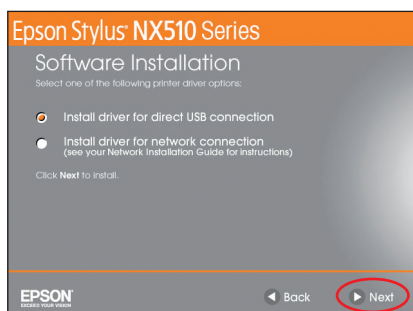 Epson Stylus® NX510 Series
Software Installation
Select one of the following printer driver options:
Install driver for direct USB connection
Install driver for network connection
(see your Network Installation Guide for instructions)
Click Next to install.
EPSON®
EXCEED YOUR VISION
Back
Next